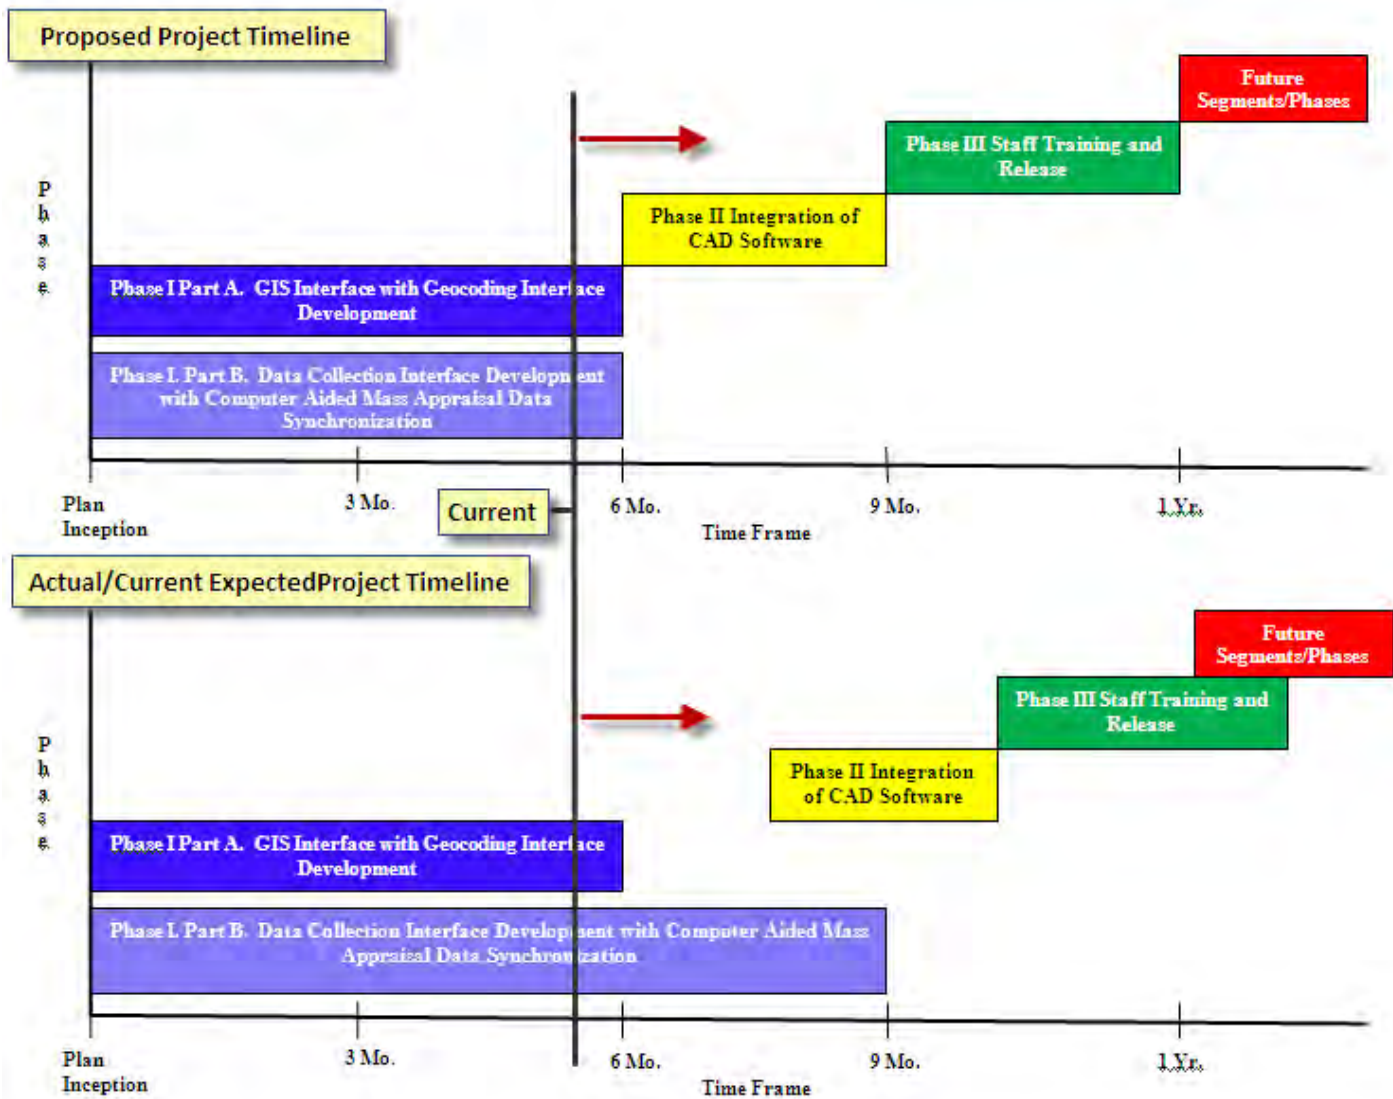 Proposed Project Timeline
Future
Segments/Phases
Phase III Staff Training and
Release
P
h
a
s
e
Phase II Integration of
CAD Software
Phase I Part A. GIS Interface with Geocoding Interface
Development
Phase I. Part B. Data Collection Interface Development
with Computer Aided Mass Appraisal Data
Synchronization
Plan
Inception
3 Mo.
Current
6 Mo.
9 Mo.
1 Yr.
Time Frame
Actual/Current ExpectedProject Timeline
Future
Segments/Phases
Phase III Staff Training and
Release
P
h
a
s
e
Phase II Integration
of CAD Software
Phase I Part A. GIS Interface with Geocoding Interface
Development
Phase I. Part B. Data Collection Interface Development with Computer Aided Mass
Appraisal Data Synchronization
Plan
Inception
3 Mo.
6 Mo.
9 Mo.
1 Yr.
Time Frame